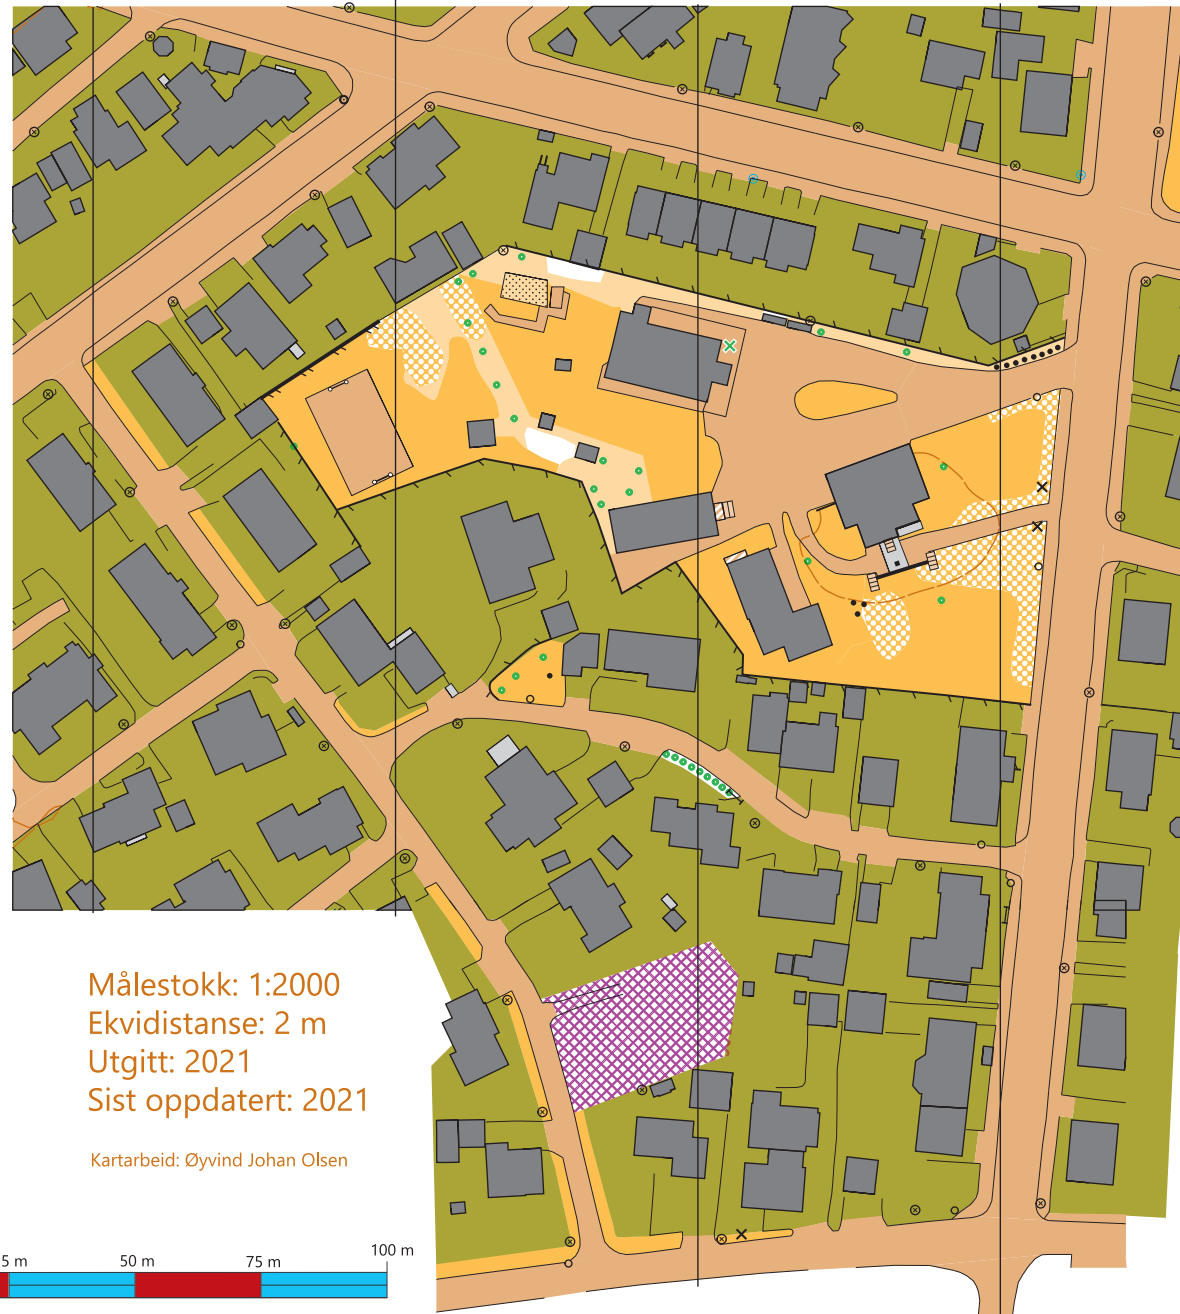 Målestokk: 1:2000
Ekvidistanse: 2 m
Utgitt: 2021
Sist oppdatert: 2021
Kartarbeid: Øyvind Johan Olsen
5 m 50 m 75 m 100 m